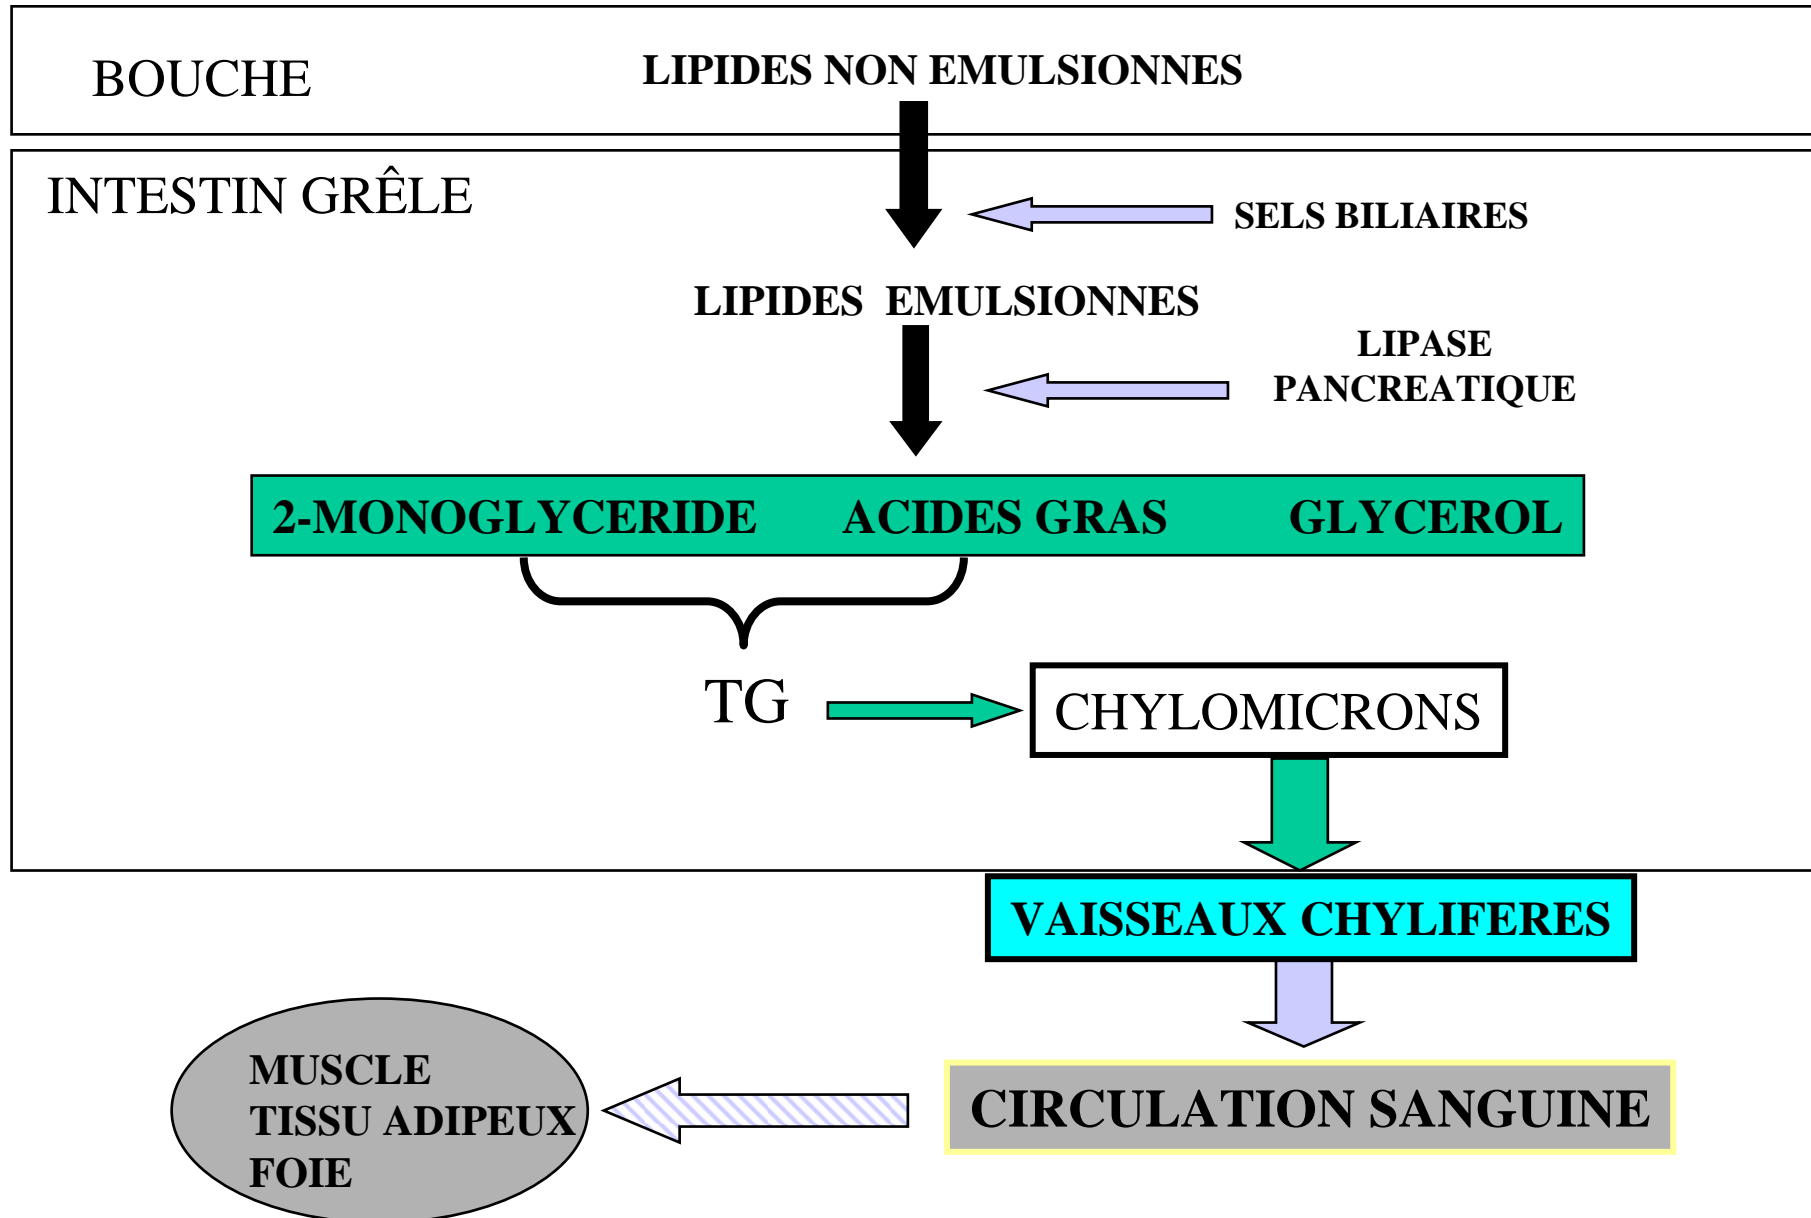 BOUCHE
LIPIDES NON EMULSIONNES
INTESTIN GRÊLE
SELS BILIAIRES
LIPIDES EMULSIONNES
LIPASE
PANCREATIQUE
2-MONOGLYCERIDE ACIDES GRAS GLYCEROL
TG
CHYLOMICRONS
VAISSEAUX CHYLIFERES
CIRCULATION SANGUINE
MUSCLE
TISSU ADIPEUX
FOIE